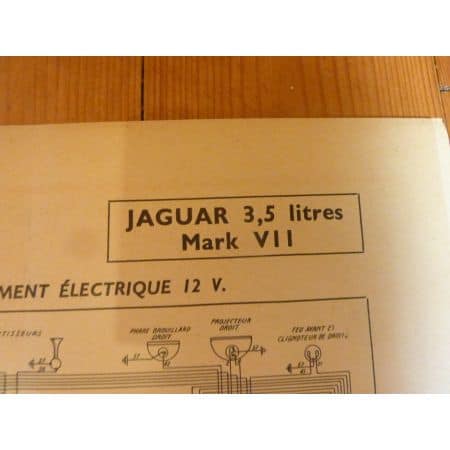 JAGUAR 3,5 litres
Mark VII
MENT ÉLECTRIQUE 12 V.
TISSEURS
PHARE BROUILLARD
DROIT
PROJECTEUR
DROIT
FEU AVANT ET
CLIGNOTEUR DE DROITE